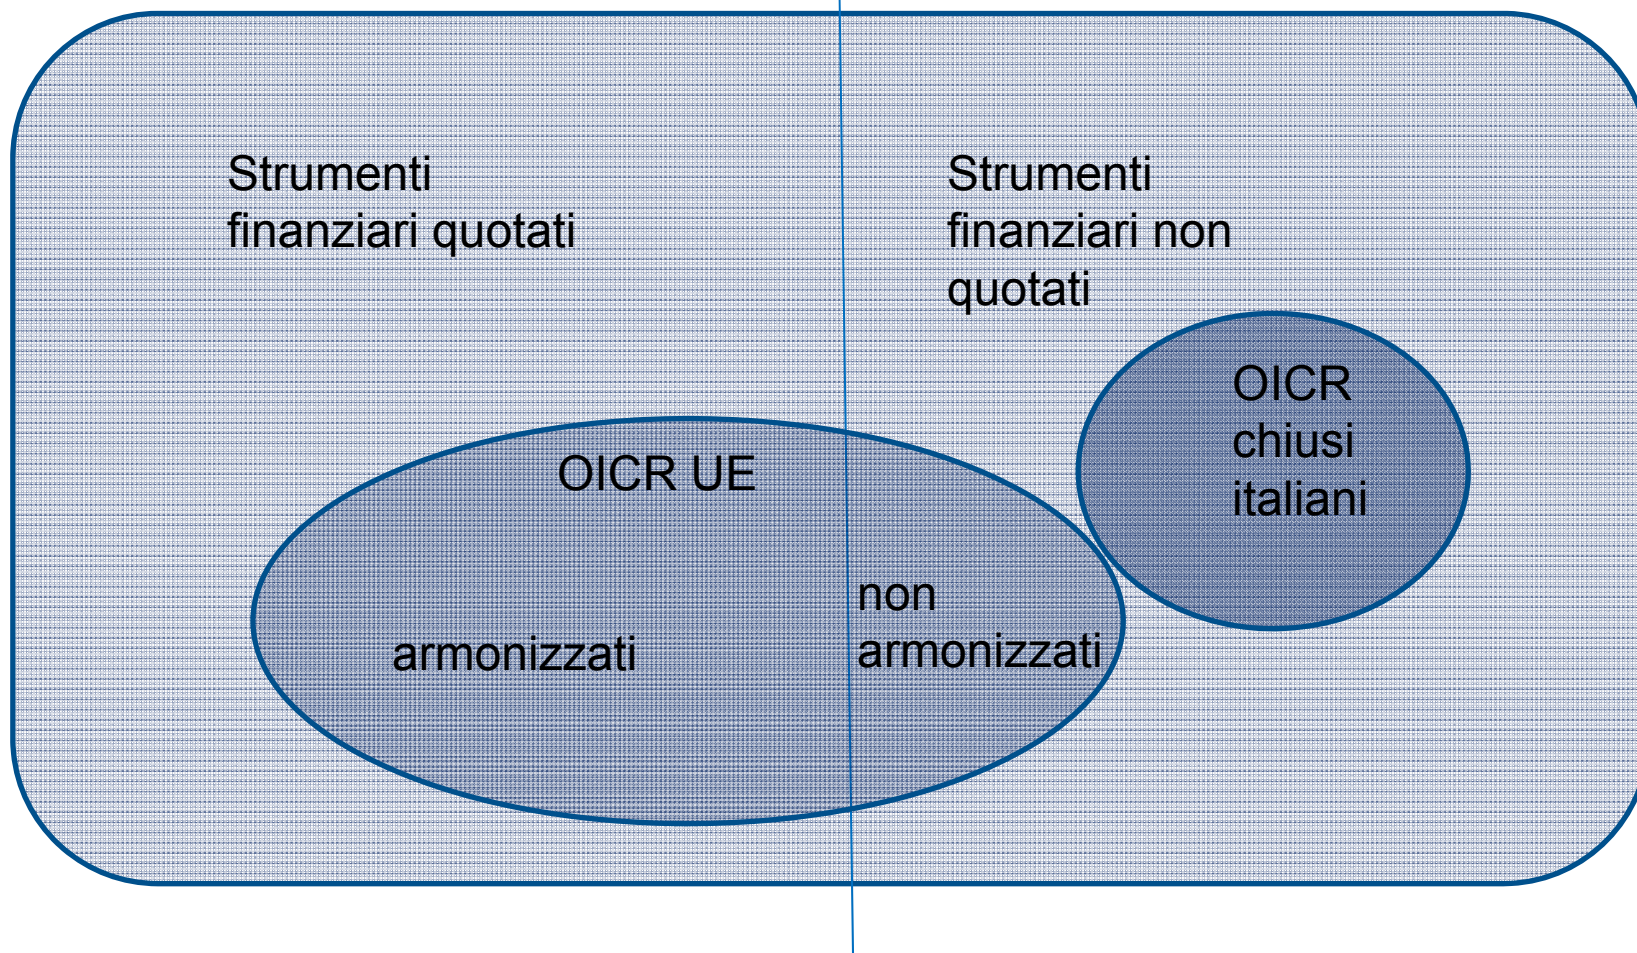 Strumenti
finanziari quotati
Strumenti
finanziari non
quotati
OICR
chiusi
italiani
OICR UE
armonizzati
non
armonizzati